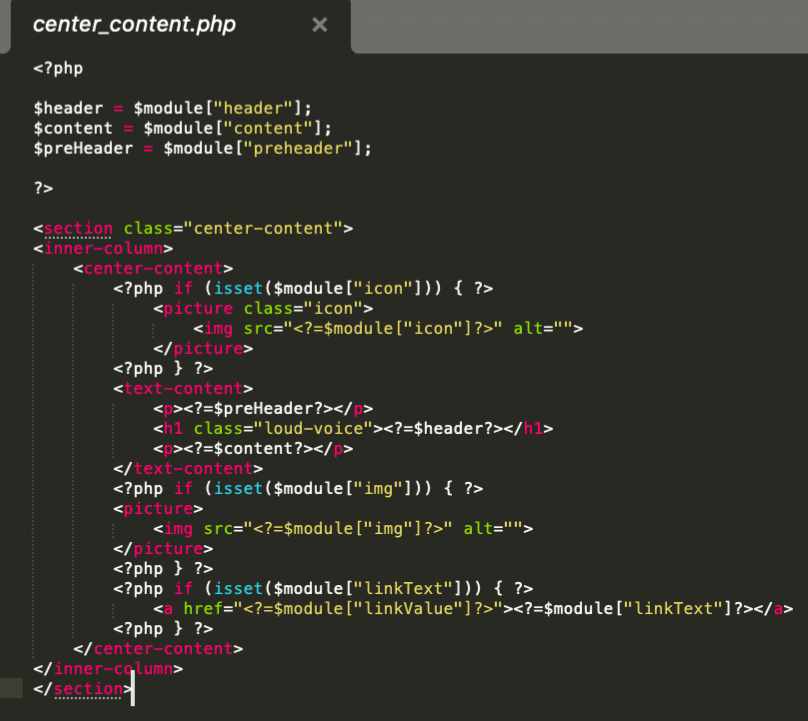 center_content.php ×
<?php
$header = $module["header"];
$content = $module["content"];
$preHeader = $module["preheader"];
?>
<section class="center-content">
<inner-column>
<center-content>
<?php if (isset($module["icon"])) { ?>
<picture class="icon">
<img src="<?=$module["icon"]?>" alt="">
</picture>
<?php } ?>
<text-content>
<p><?=$preHeader?></p>
<h1 class="loud-voice"><?=$header?></h1>
<p><?=$content?></p>
</text-content>
<?php if (isset($module["img"])) { ?>
<picture>
<img src="<?=$module["img"]?>" alt="">
</picture>
<?php } ?>
<?php if (isset($module["linkText"])) { ?>
<a href="<?=$module["linkValue"]?>"><?=$module["linkText"]?></a>
<?php } ?>
</center-content>
</inner-column>
</section>